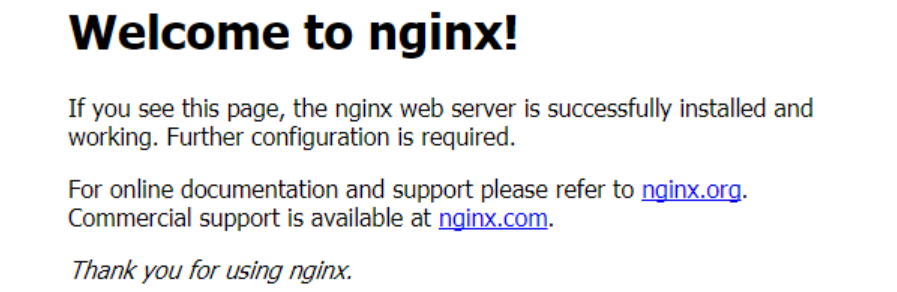 Welcome to nginx!
If you see this page, the nginx web server is successfully installed and
working. Further configuration is required.
For online documentation and support please refer to nginx.org.
Commercial support is available at nginx.com.
Thank you for using nginx.